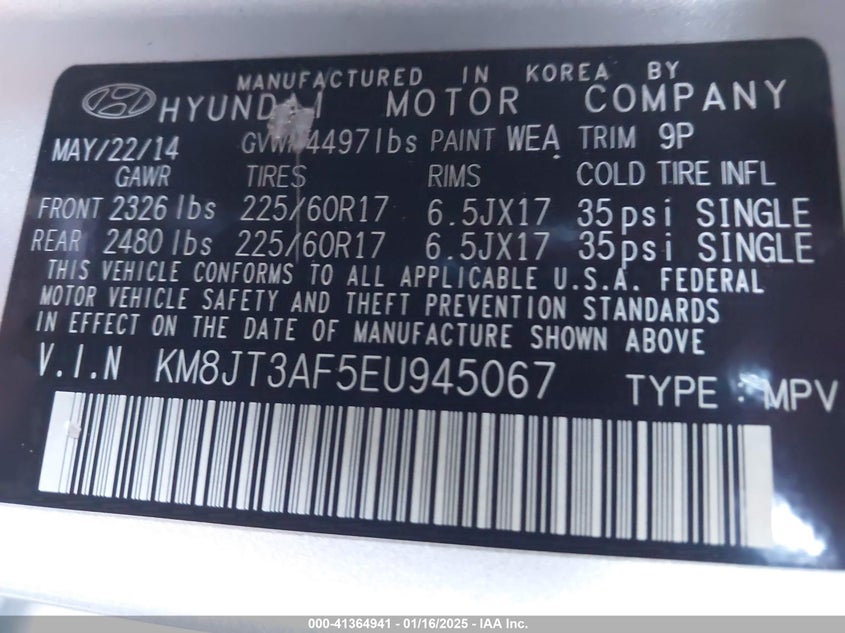 MANUFACTURED IN KOREA BY
HYUNDAI MOTOR COMPANY
MAY/22/14 GVWR 4497lbs PAINT WEA TRIM 9P
GAWR TIRES RIMS COLD TIRE INFL
FRONT 2326 lbs 225/60R17 6.5JX17 35psi SINGLE
REAR 2480 lbs 225/60R17 6.5JX17 35psi SINGLE
THIS VEHICLE CONFORMS TO ALL APPLICABLE U.S.A. FEDERAL
MOTOR VEHICLE SAFETY AND THEFT PREVENTION STANDARDS
IN EFFECT ON THE DATE OF MANUFACTURE SHOWN ABOVE
V.I.N KM8JT3AF5EU945067 TYPE : MPV
000-41364941 - 01/16/2025 - IAA Inc.